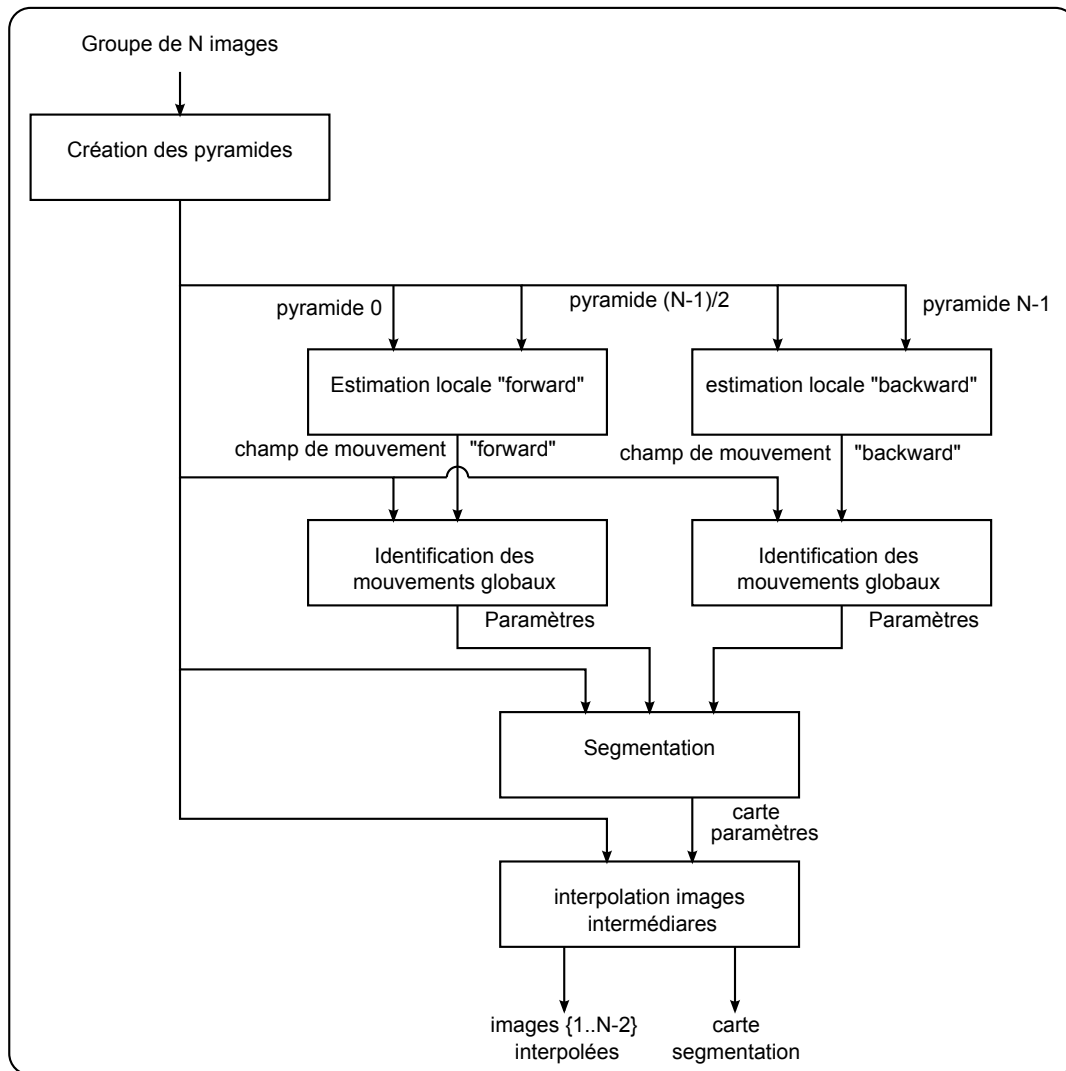 Groupe de N images
Création des pyramides
pyramide 0
pyramide (N-1)/2
pyramide N-1
Estimation locale "forward"
estimation locale "backward"
champ de mouvement "forward"
champ de mouvement "backward"
Identification des
mouvements globaux
Identification des
mouvements globaux
Paramètres
Paramètres
Segmentation
carte
paramètres
interpolation images
intermédiares
images {1..N-2}
interpolées
carte
segmentation